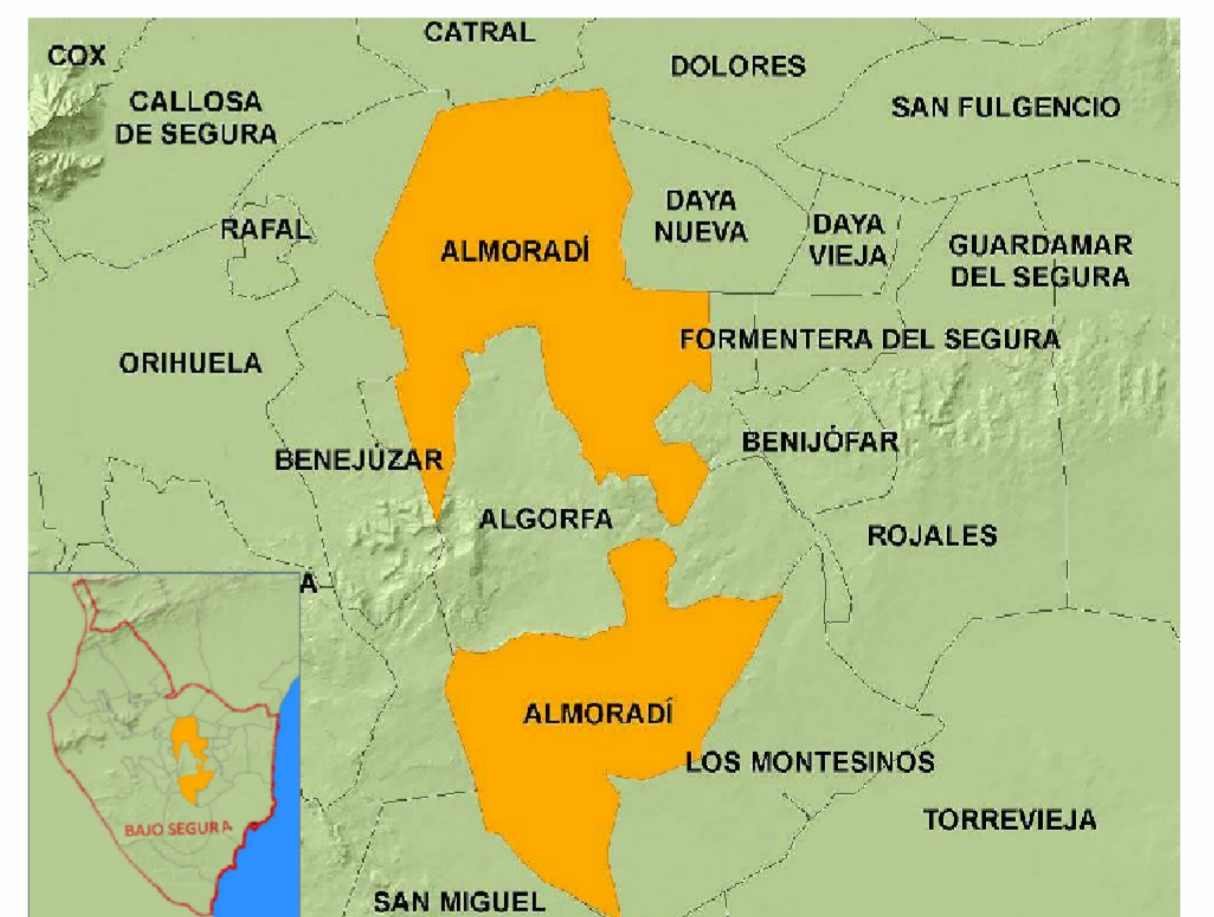 CATRAL
COX
DOLORES
CALLOSA
DE SEGURA
SAN FULGENCIO
RAFAL
DAYA
NUEVA
DAYA
VIEJA
ALMORADÍ
GUARDAMAR
DEL SEGURA
FORMENTERA DEL SEGURA
ORIHUELA
BENIJÓFAR
BENEJÚZAR
ALGORFA
ROJALES
A
ALMORADÍ
LOS MONTESINOS
TORREVIEJA
BAJO SEGURA
SAN MIGUEL